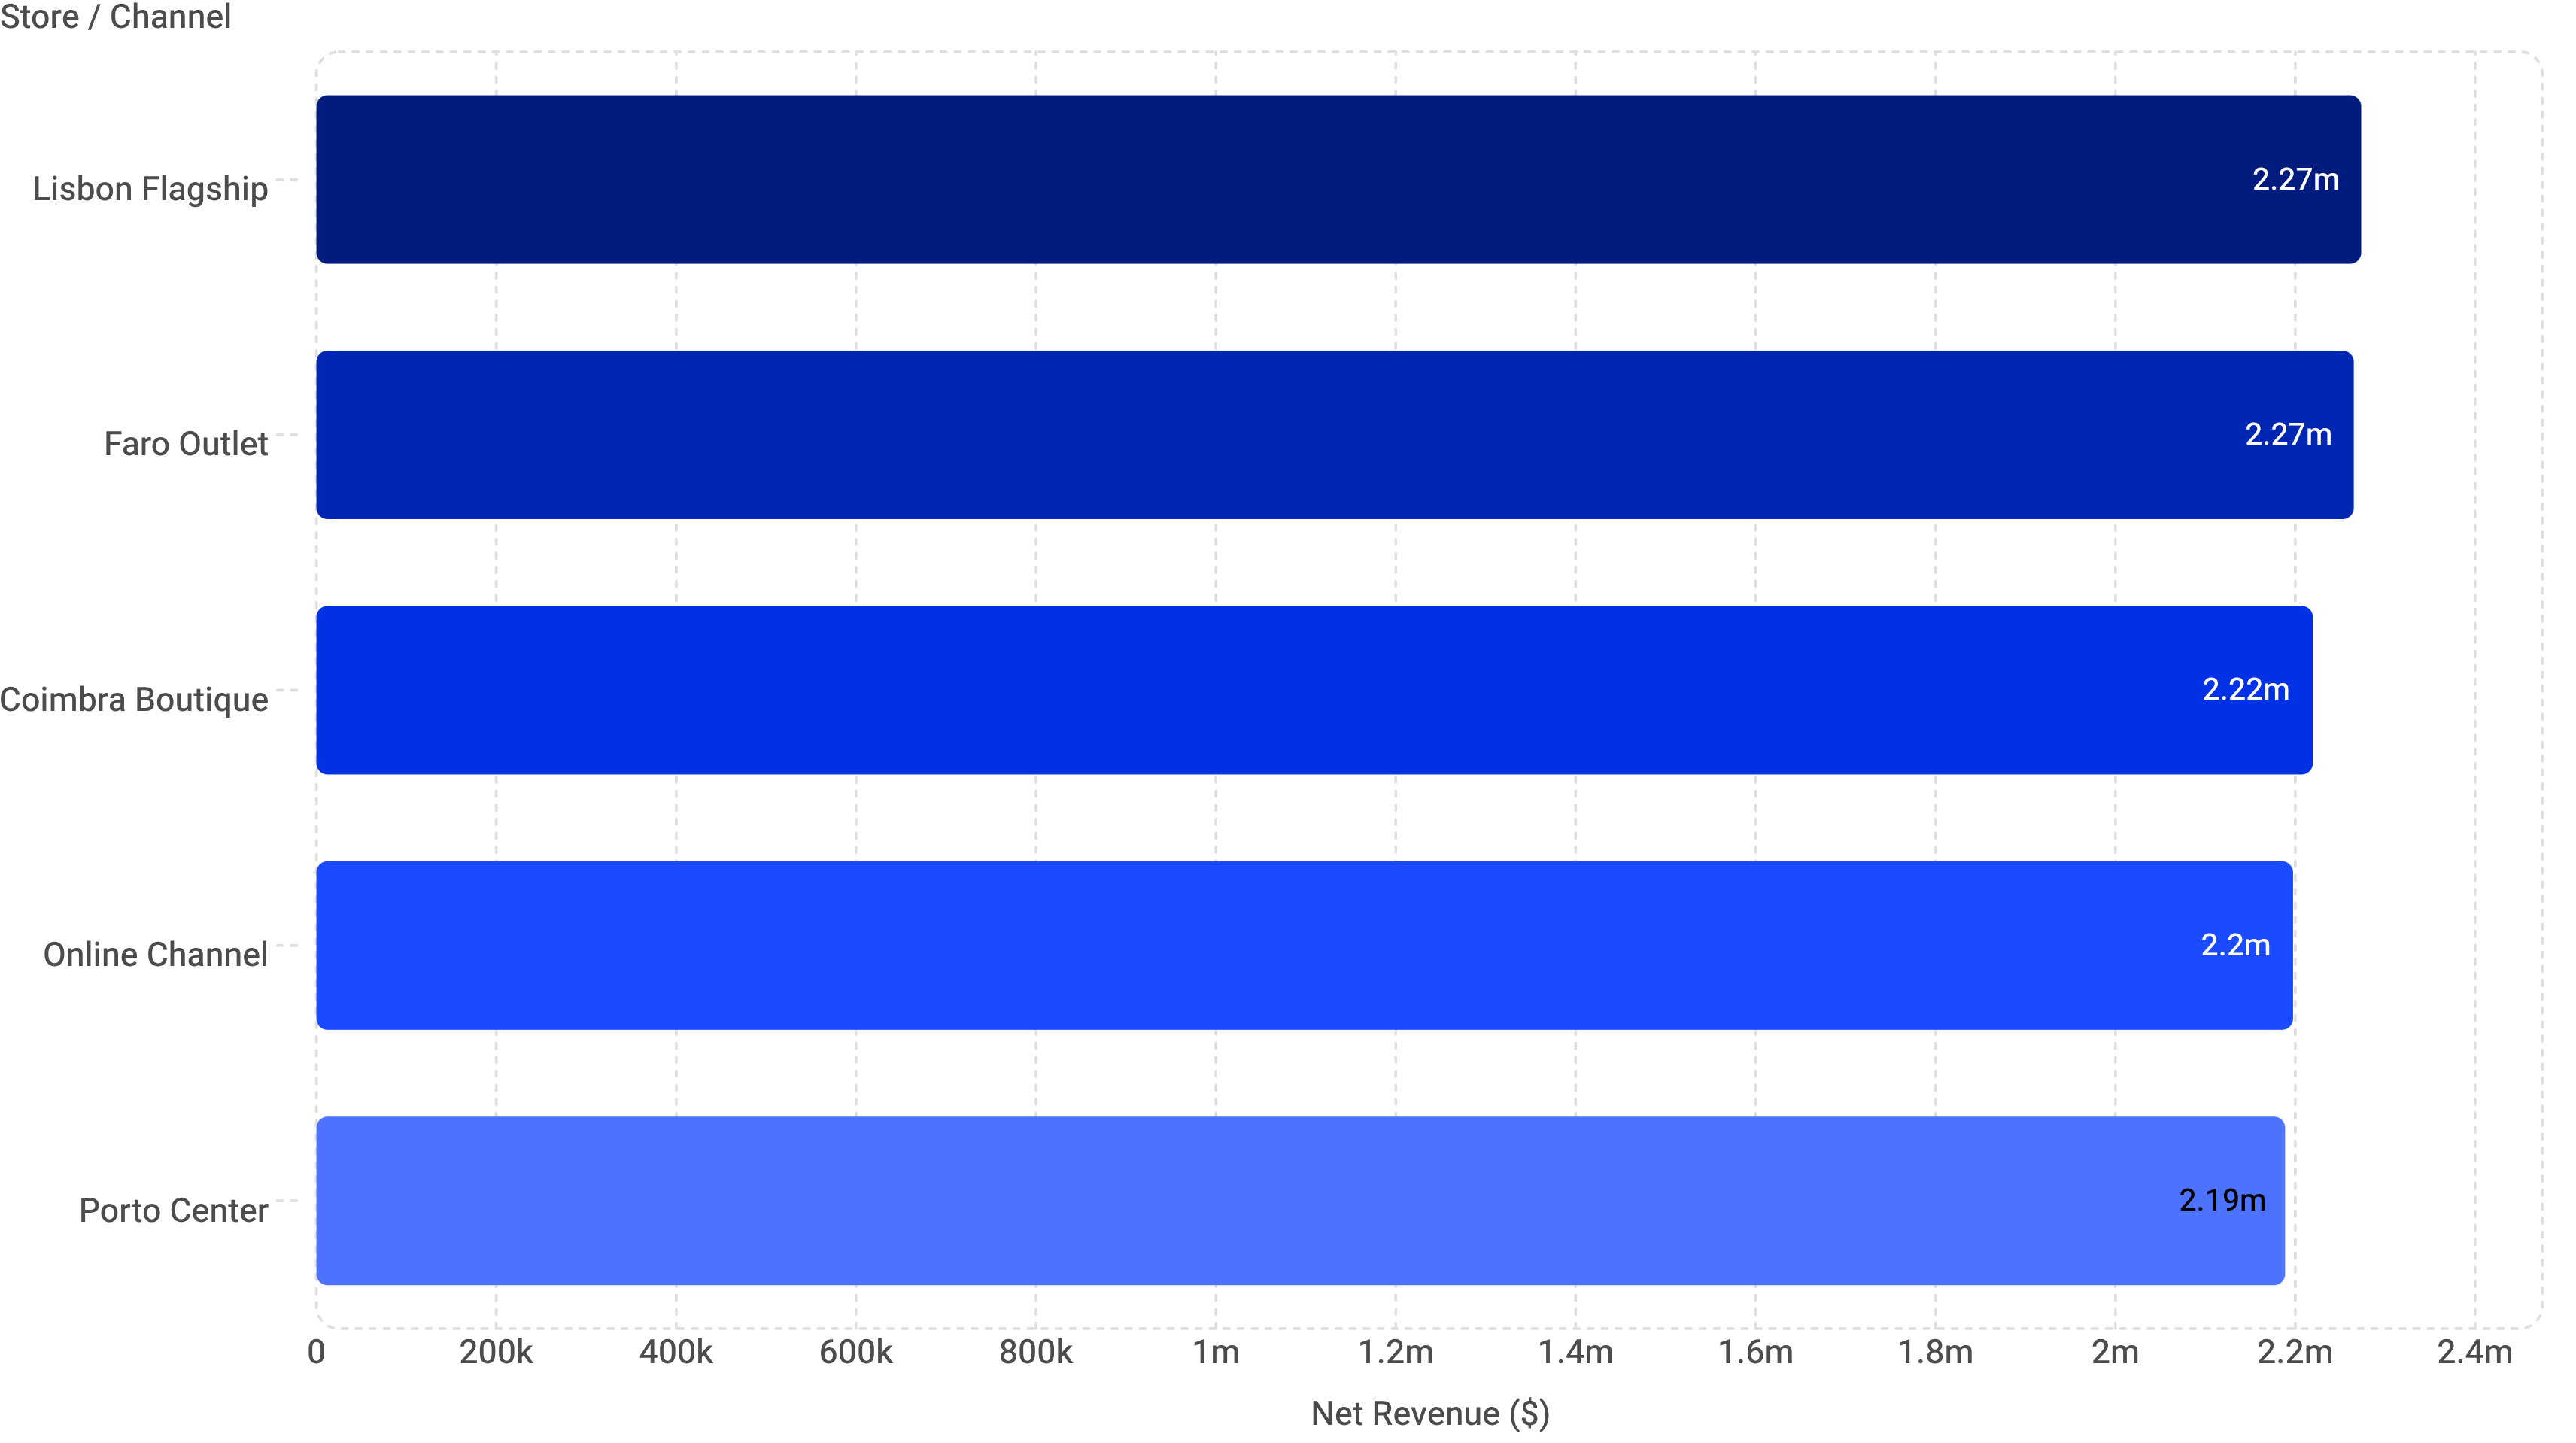 Store / Channel
Lisbon Flagship
2.27m
Faro Outlet
2.27m
Coimbra Boutique
2.22m
Online Channel
2.2m
Porto Center
2.19m
0 200k 400k 600k 800k 1m 1.2m 1.4m 1.6m 1.8m 2m 2.2m 2.4m
Net Revenue ($)